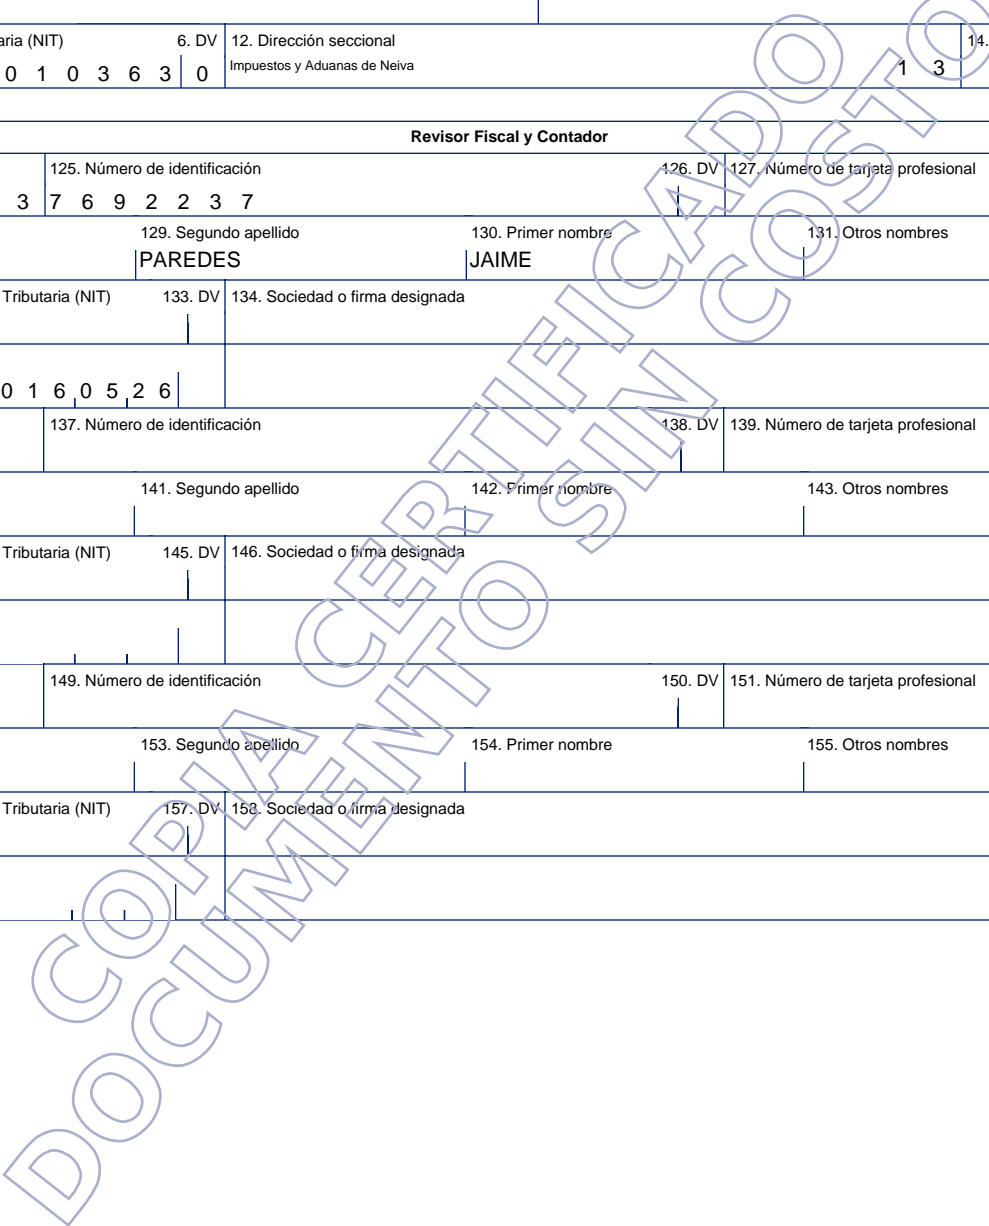 aria (NIT) 6. DV 12. Dirección seccional 14.
0 1 0 3 6 3 0 Impuestos y Aduanas de Neiva 1 3
Revisor Fiscal y Contador
125. Número de identificación 126. DV 127. Número de tarjeta profesional
3 7 6 9 2 2 3 7
129. Segundo apellido 130. Primer nombre 131. Otros nombres
PAREDES JAIME
Tributaria (NIT) 133. DV 134. Sociedad o firma designada
0 1 6 0 5 2 6
137. Número de identificación 138. DV 139. Número de tarjeta profesional
141. Segundo apellido 142. Primer nombre 143. Otros nombres
Tributaria (NIT) 145. DV 146. Sociedad o firma designada
149. Número de identificación 150. DV 151. Número de tarjeta profesional
153. Segundo apellido 154. Primer nombre 155. Otros nombres
Tributaria (NIT) 157. DV 158. Sociedad o firma designada
COPIA CERTIFICADO
DOCUMENTO SIN COSTO